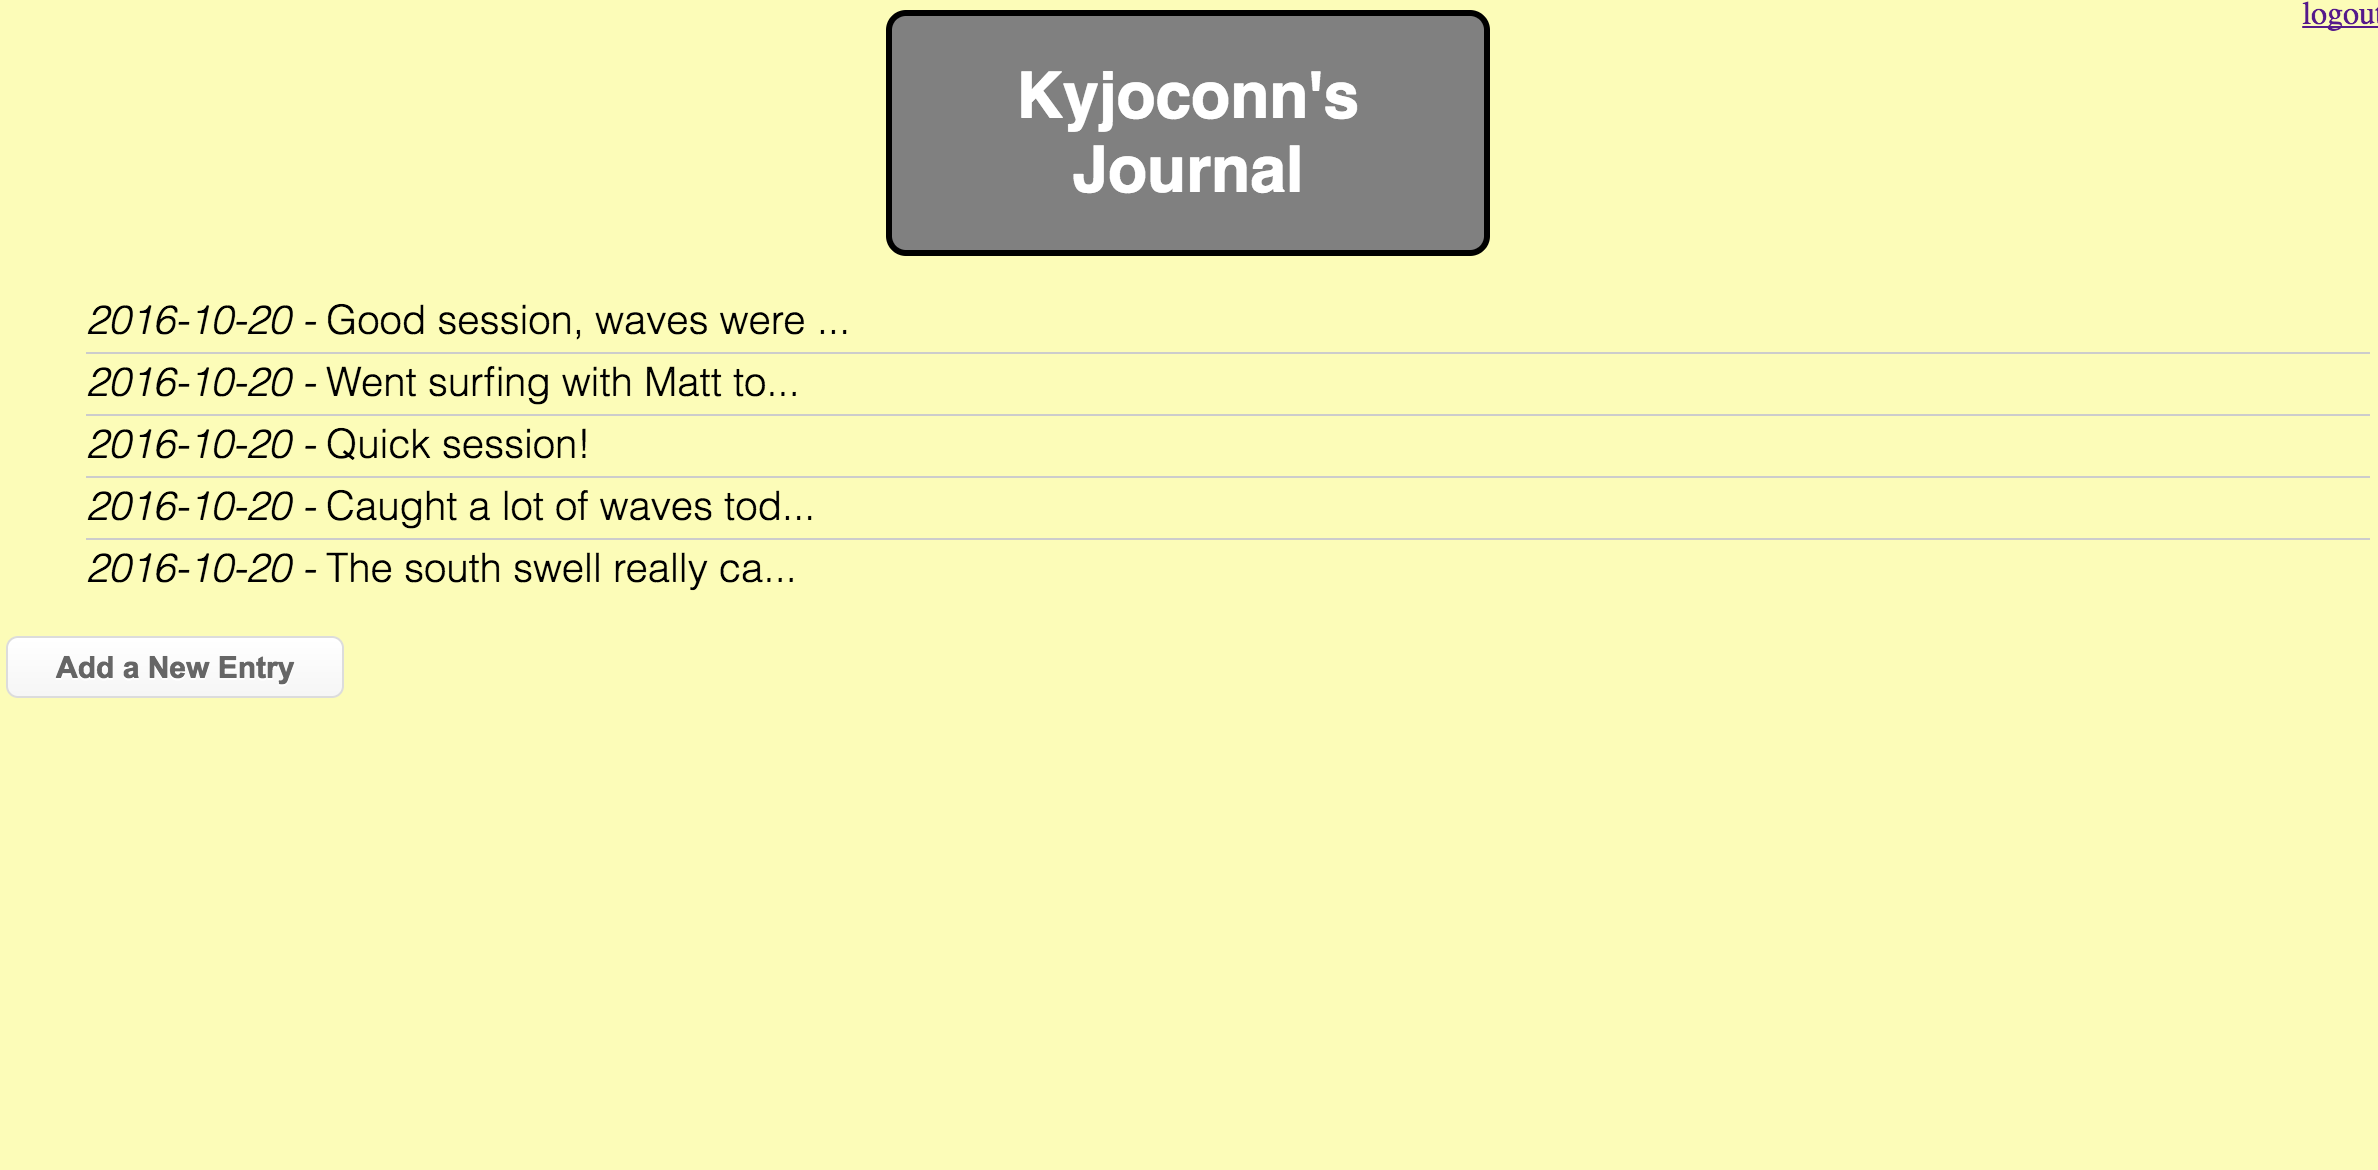 logout
Kyjoconn's
Journal
2016-10-20 - Good session, waves were ...
2016-10-20 - Went surfing with Matt to...
2016-10-20 - Quick session!
2016-10-20 - Caught a lot of waves tod...
2016-10-20 - The south swell really ca...
Add a New Entry